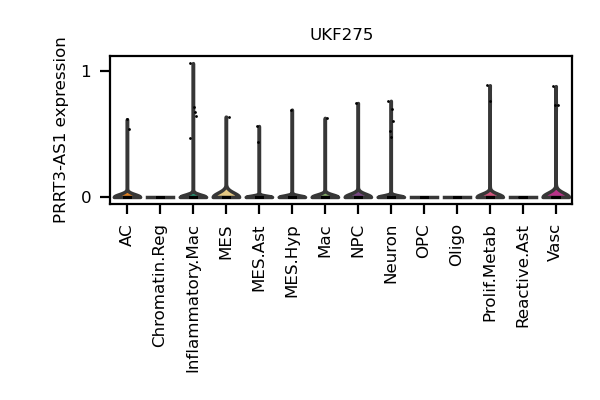 UKF275
PRRT3-AS1 expression
1
0
AC
Chromatin.Reg
Inflammatory.Mac
MES
MES.Ast
MES.Hyp
Mac
NPC
Neuron
OPC
Oligo
Prolif.Metab
Reactive.Ast
Vasc